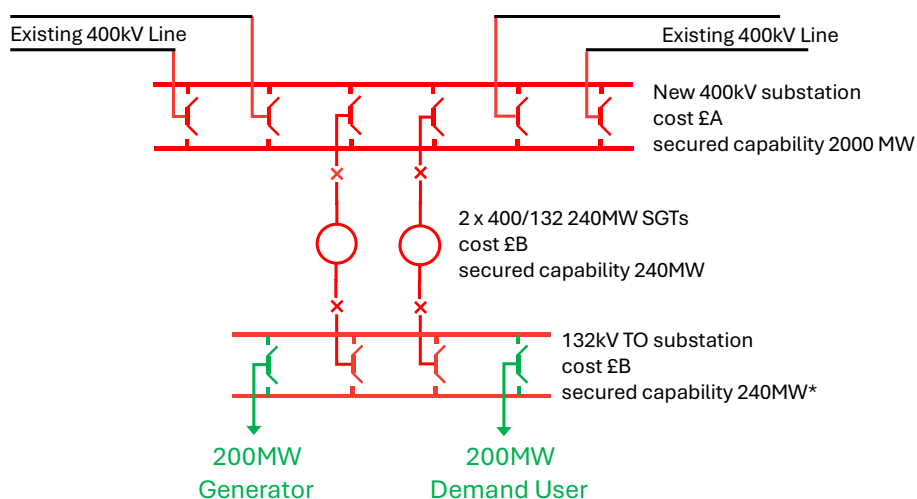 Existing 400kV Line
Existing 400kV Line
New 400kV substation
cost £A
secured capability 2000 MW
2 x 400/132 240MW SGTs
cost £B
secured capability 240MW
132kV TO substation
cost £B
secured capability 240MW*
200MW
Generator
200MW
Demand User